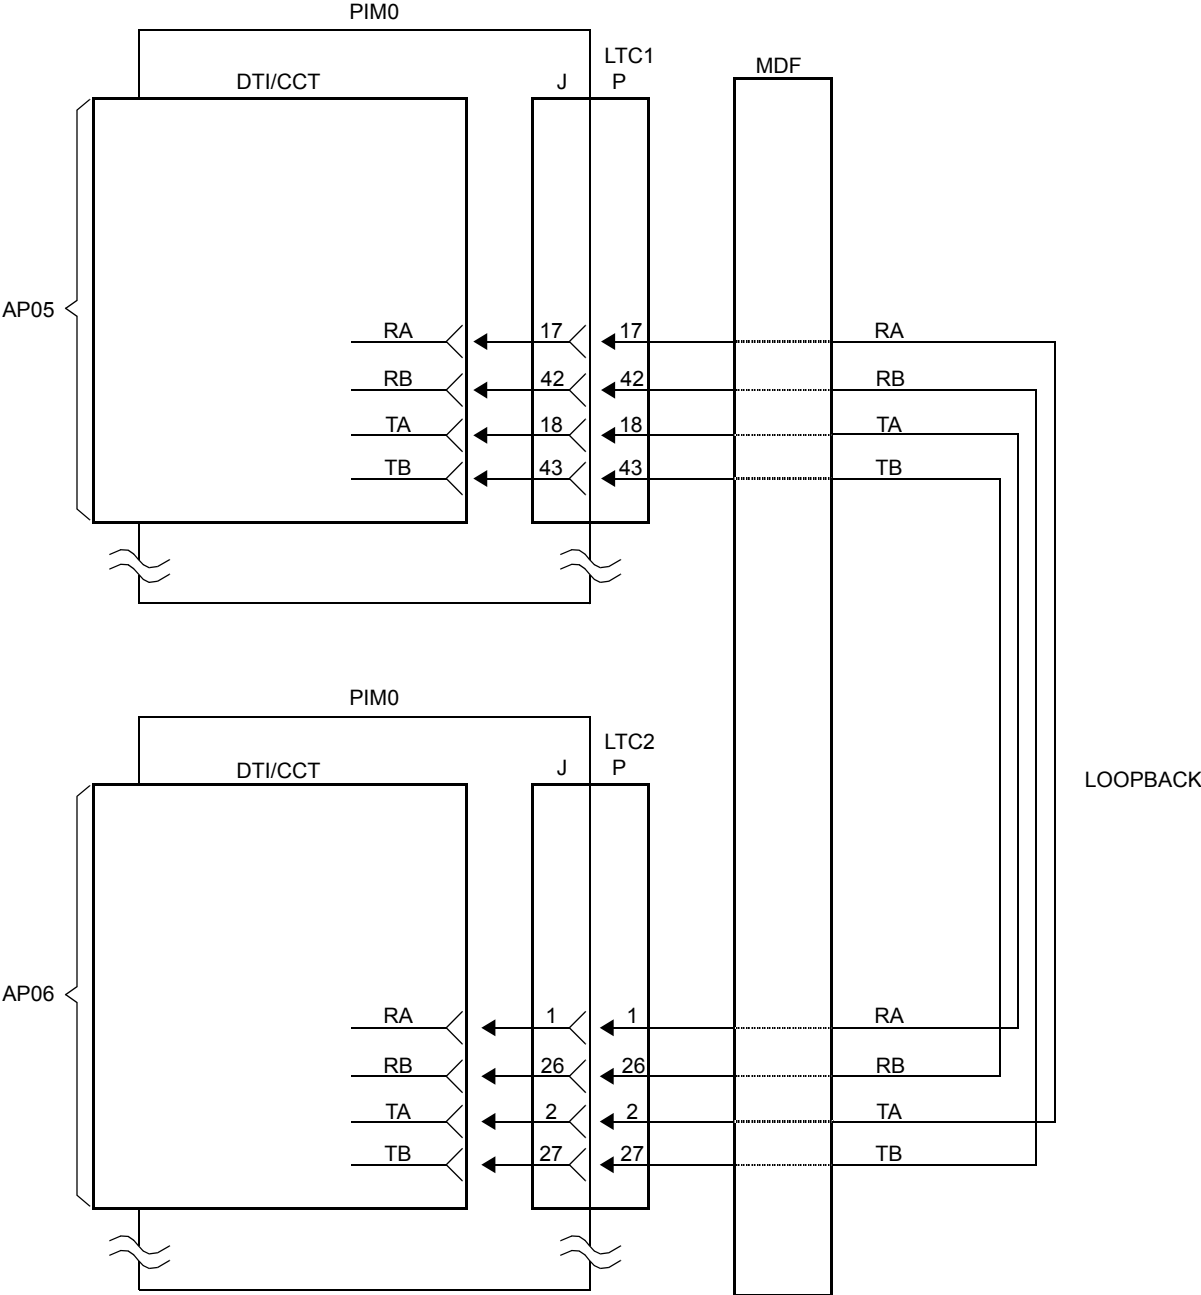 PIM0
LTC1
MDF
DTI/CCT J P
AP05
RA 17 17 RA
RB 42 42 RB
TA 18 18 TA
TB 43 43 TB
PIM0
LTC2
DTI/CCT J P
LOOPBACK
AP06
RA 1 1 RA
RB 26 26 RB
TA 2 2 TA
TB 27 27 TB